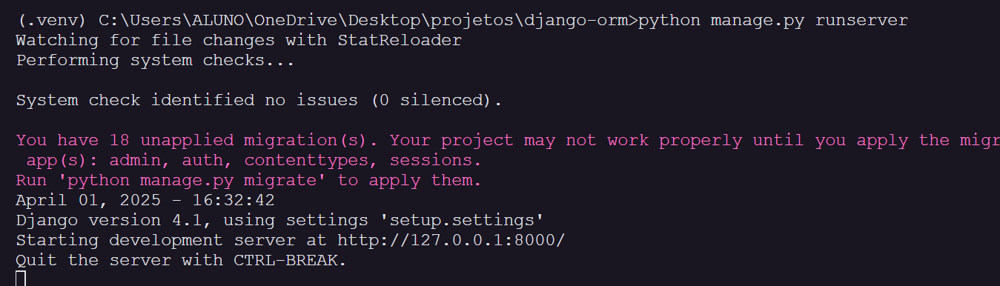 (.venv) C:\Users\ALUNO\OneDrive\Desktop\projetos\django-orm>python manage.py runserver
Watching for file changes with StatReloader
Performing system checks...
System check identified no issues (0 silenced).
You have 18 unapplied migration(s). Your project may not work properly until you apply the migr
app(s): admin, auth, contenttypes, sessions.
Run 'python manage.py migrate' to apply them.
April 01, 2025 - 16:32:42
Django version 4.1, using settings 'setup.settings'
Starting development server at http://127.0.0.1:8000/
Quit the server with CTRL-BREAK.